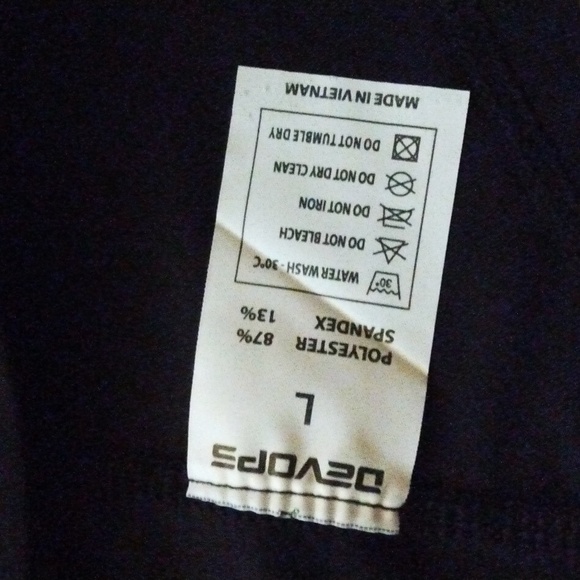 DEVOPS
L
POLYESTER 87%
SPANDEX 13%
30° WATER WASH - 30°C
DO NOT BLEACH
DO NOT IRON
DO NOT DRY CLEAN
DO NOT TUMBLE DRY
MADE IN VIETNAM